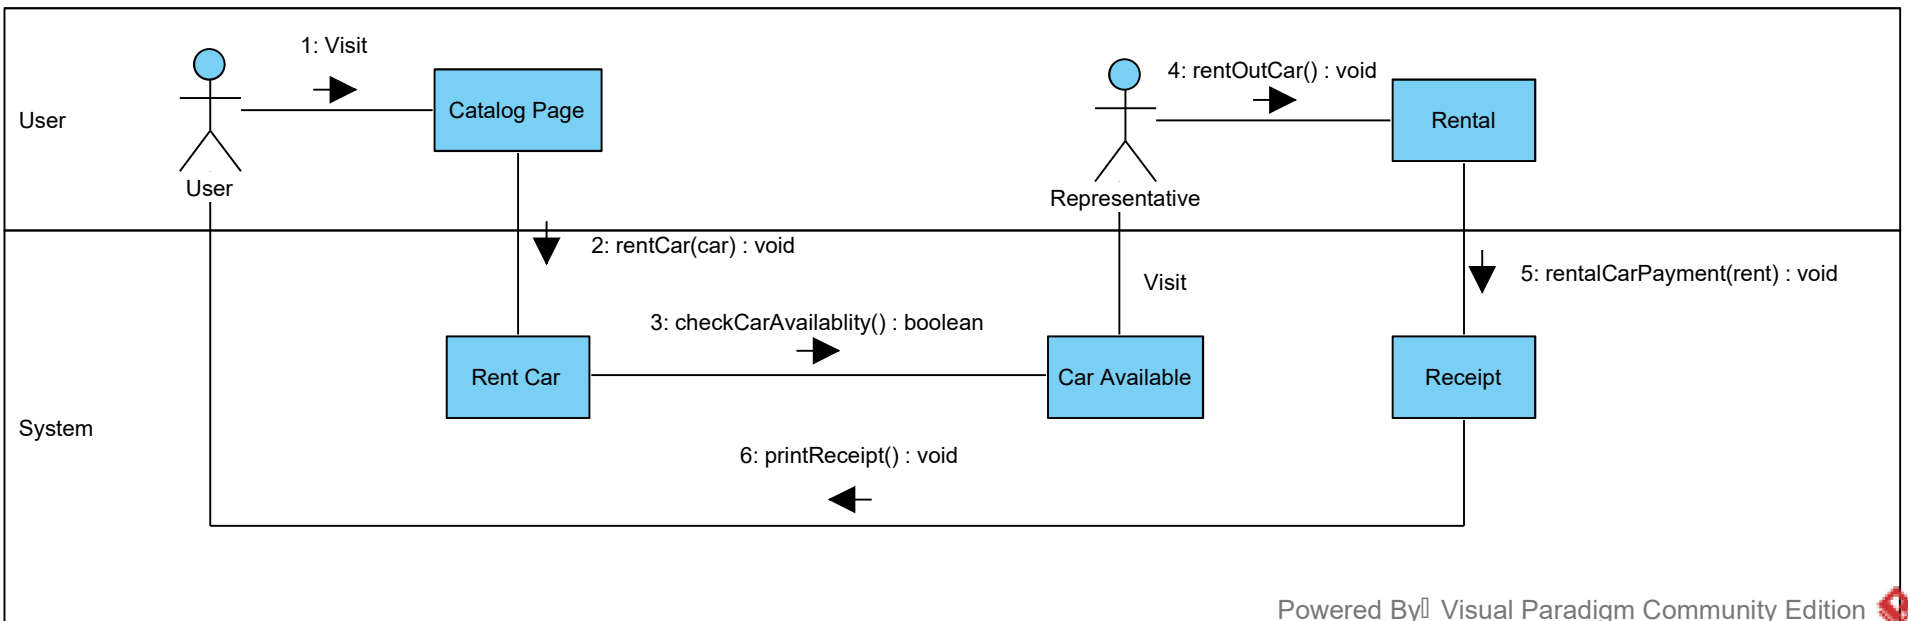 1: Visit
4: rentOutCar() : void
Catalog Page
User
Rental
User
Representative
2: rentCar(car) : void
Visit
5: rentalCarPayment(rent) : void
3: checkCarAvailablity() : boolean
Rent Car
Car Available
Receipt
System
6: printReceipt() : void
Powered By Visual Paradigm Community Edition